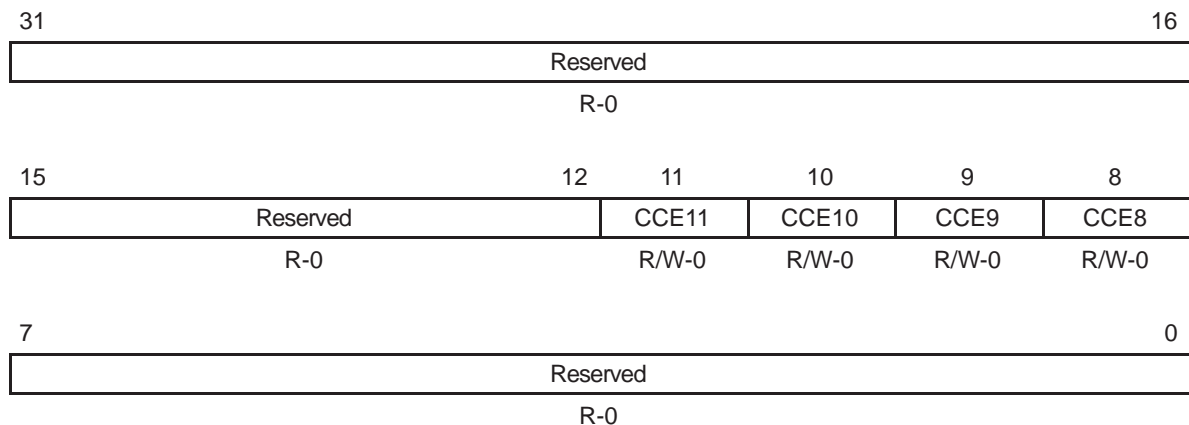 31 16
Reserved
R-0
15 12 11 10 9 8
Reserved CCE11 CCE10 CCE9 CCE8
R-0 R/W-0 R/W-0 R/W-0 R/W-0
7 0
Reserved
R-0